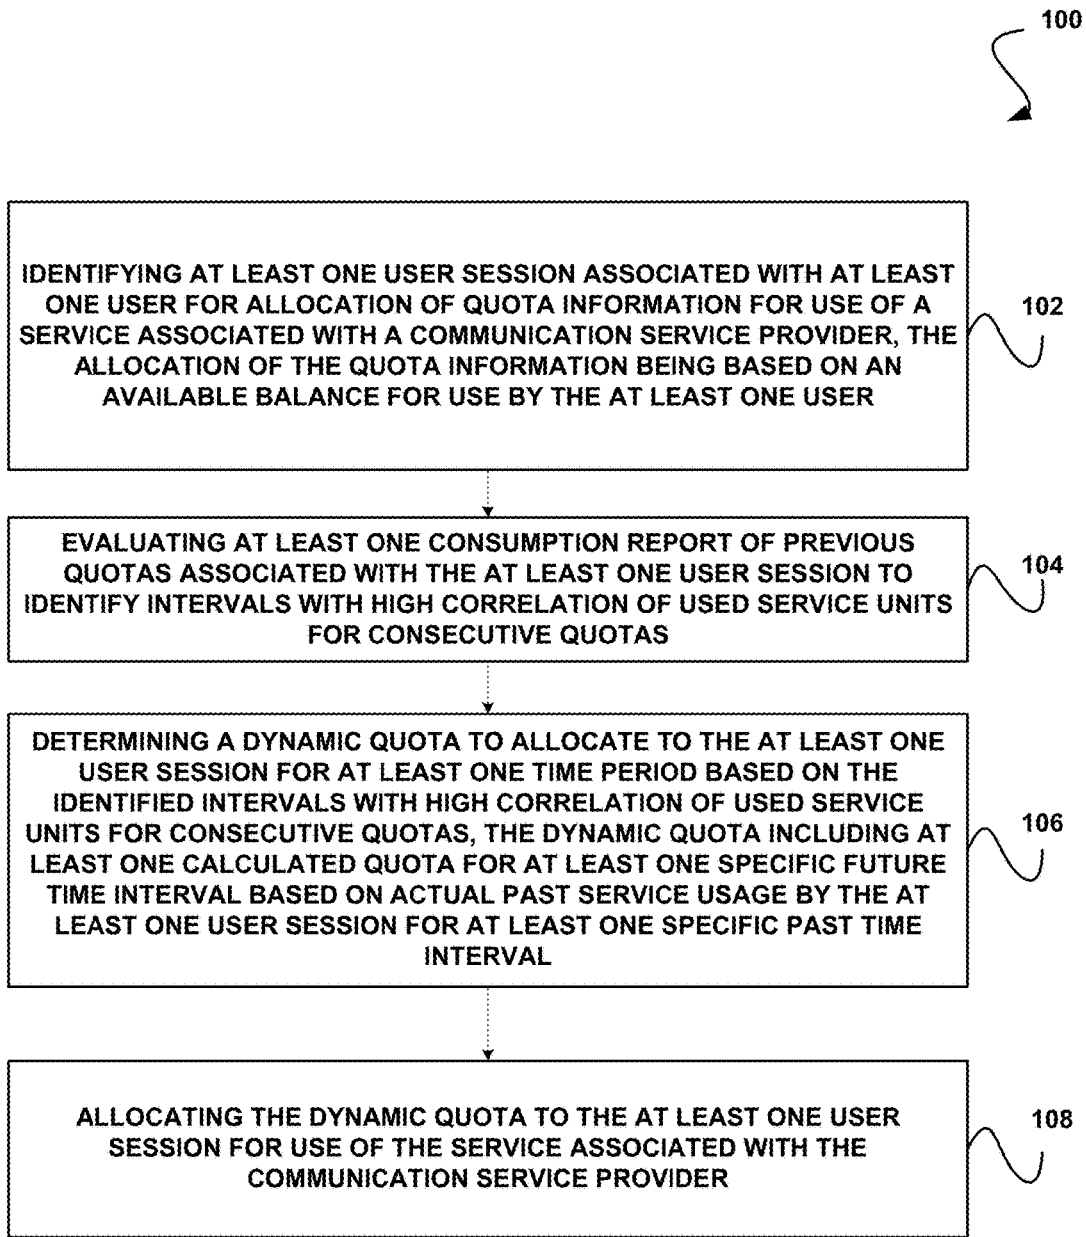 100
IDENTIFYING AT LEAST ONE USER SESSION ASSOCIATED WITH AT LEAST
ONE USER FOR ALLOCATION OF QUOTA INFORMATION FOR USE OF A
SERVICE ASSOCIATED WITH A COMMUNICATION SERVICE PROVIDER, THE
ALLOCATION OF THE QUOTA INFORMATION BEING BASED ON AN
AVAILABLE BALANCE FOR USE BY THE AT LEAST ONE USER
102
EVALUATING AT LEAST ONE CONSUMPTION REPORT OF PREVIOUS
QUOTAS ASSOCIATED WITH THE AT LEAST ONE USER SESSION TO
IDENTIFY INTERVALS WITH HIGH CORRELATION OF USED SERVICE UNITS
FOR CONSECUTIVE QUOTAS
104
DETERMINING A DYNAMIC QUOTA TO ALLOCATE TO THE AT LEAST ONE
USER SESSION FOR AT LEAST ONE TIME PERIOD BASED ON THE
IDENTIFIED INTERVALS WITH HIGH CORRELATION OF USED SERVICE
UNITS FOR CONSECUTIVE QUOTAS, THE DYNAMIC QUOTA INCLUDING AT
LEAST ONE CALCULATED QUOTA FOR AT LEAST ONE SPECIFIC FUTURE
TIME INTERVAL BASED ON ACTUAL PAST SERVICE USAGE BY THE AT
LEAST ONE USER SESSION FOR AT LEAST ONE SPECIFIC PAST TIME
INTERVAL
106
ALLOCATING THE DYNAMIC QUOTA TO THE AT LEAST ONE USER
SESSION FOR USE OF THE SERVICE ASSOCIATED WITH THE
COMMUNICATION SERVICE PROVIDER
108